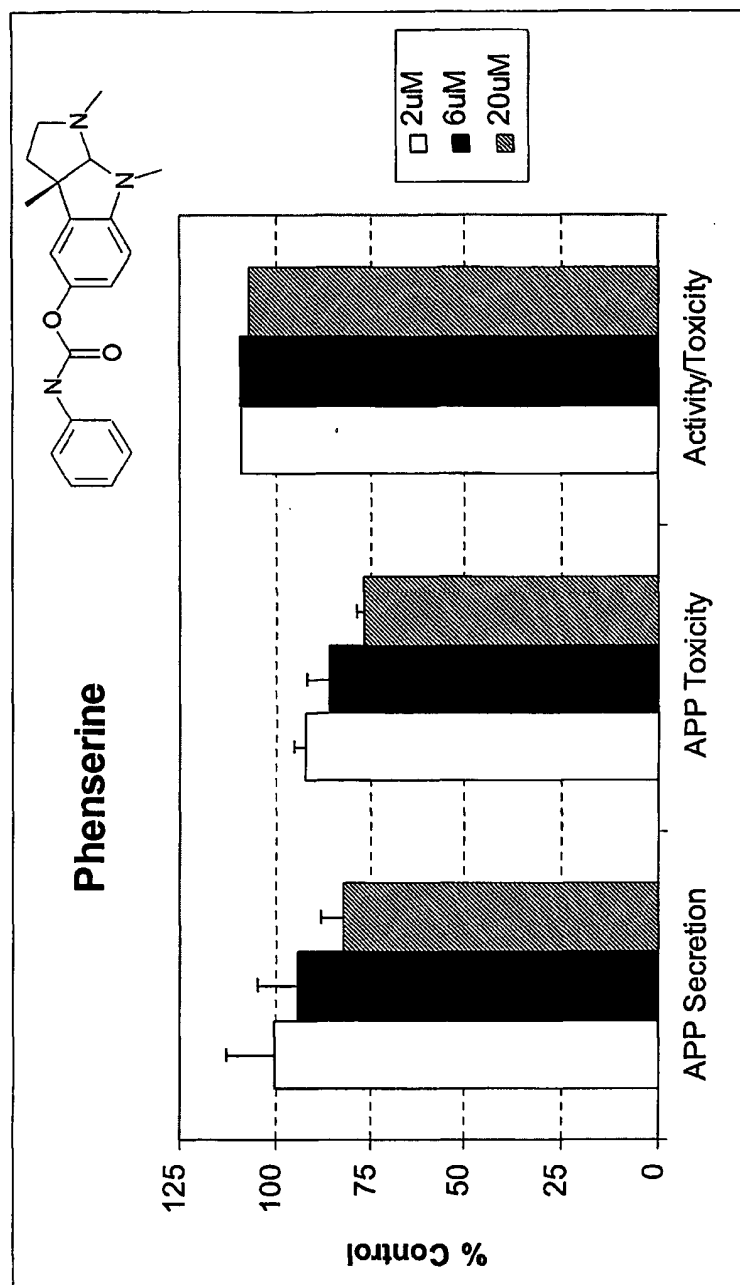 Phenserine
N
O
O
N
N
2uM
6uM
20uM
% Control
125
100
75
50
25
0
APP Secretion
APP Toxicity
Activity/Toxicity